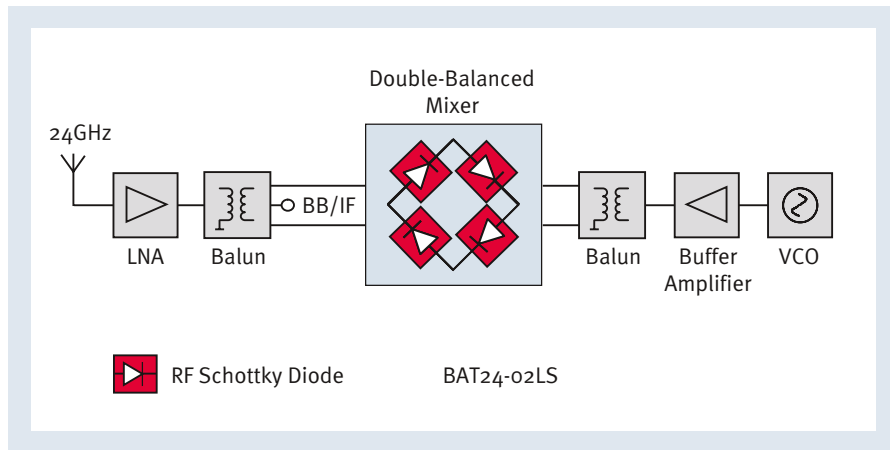 Double-Balanced
Mixer
24GHz
BB/IF
LNA
Balun
Balun
Buffer
Amplifier
VCO
RF Schottky Diode
BAT24-02LS